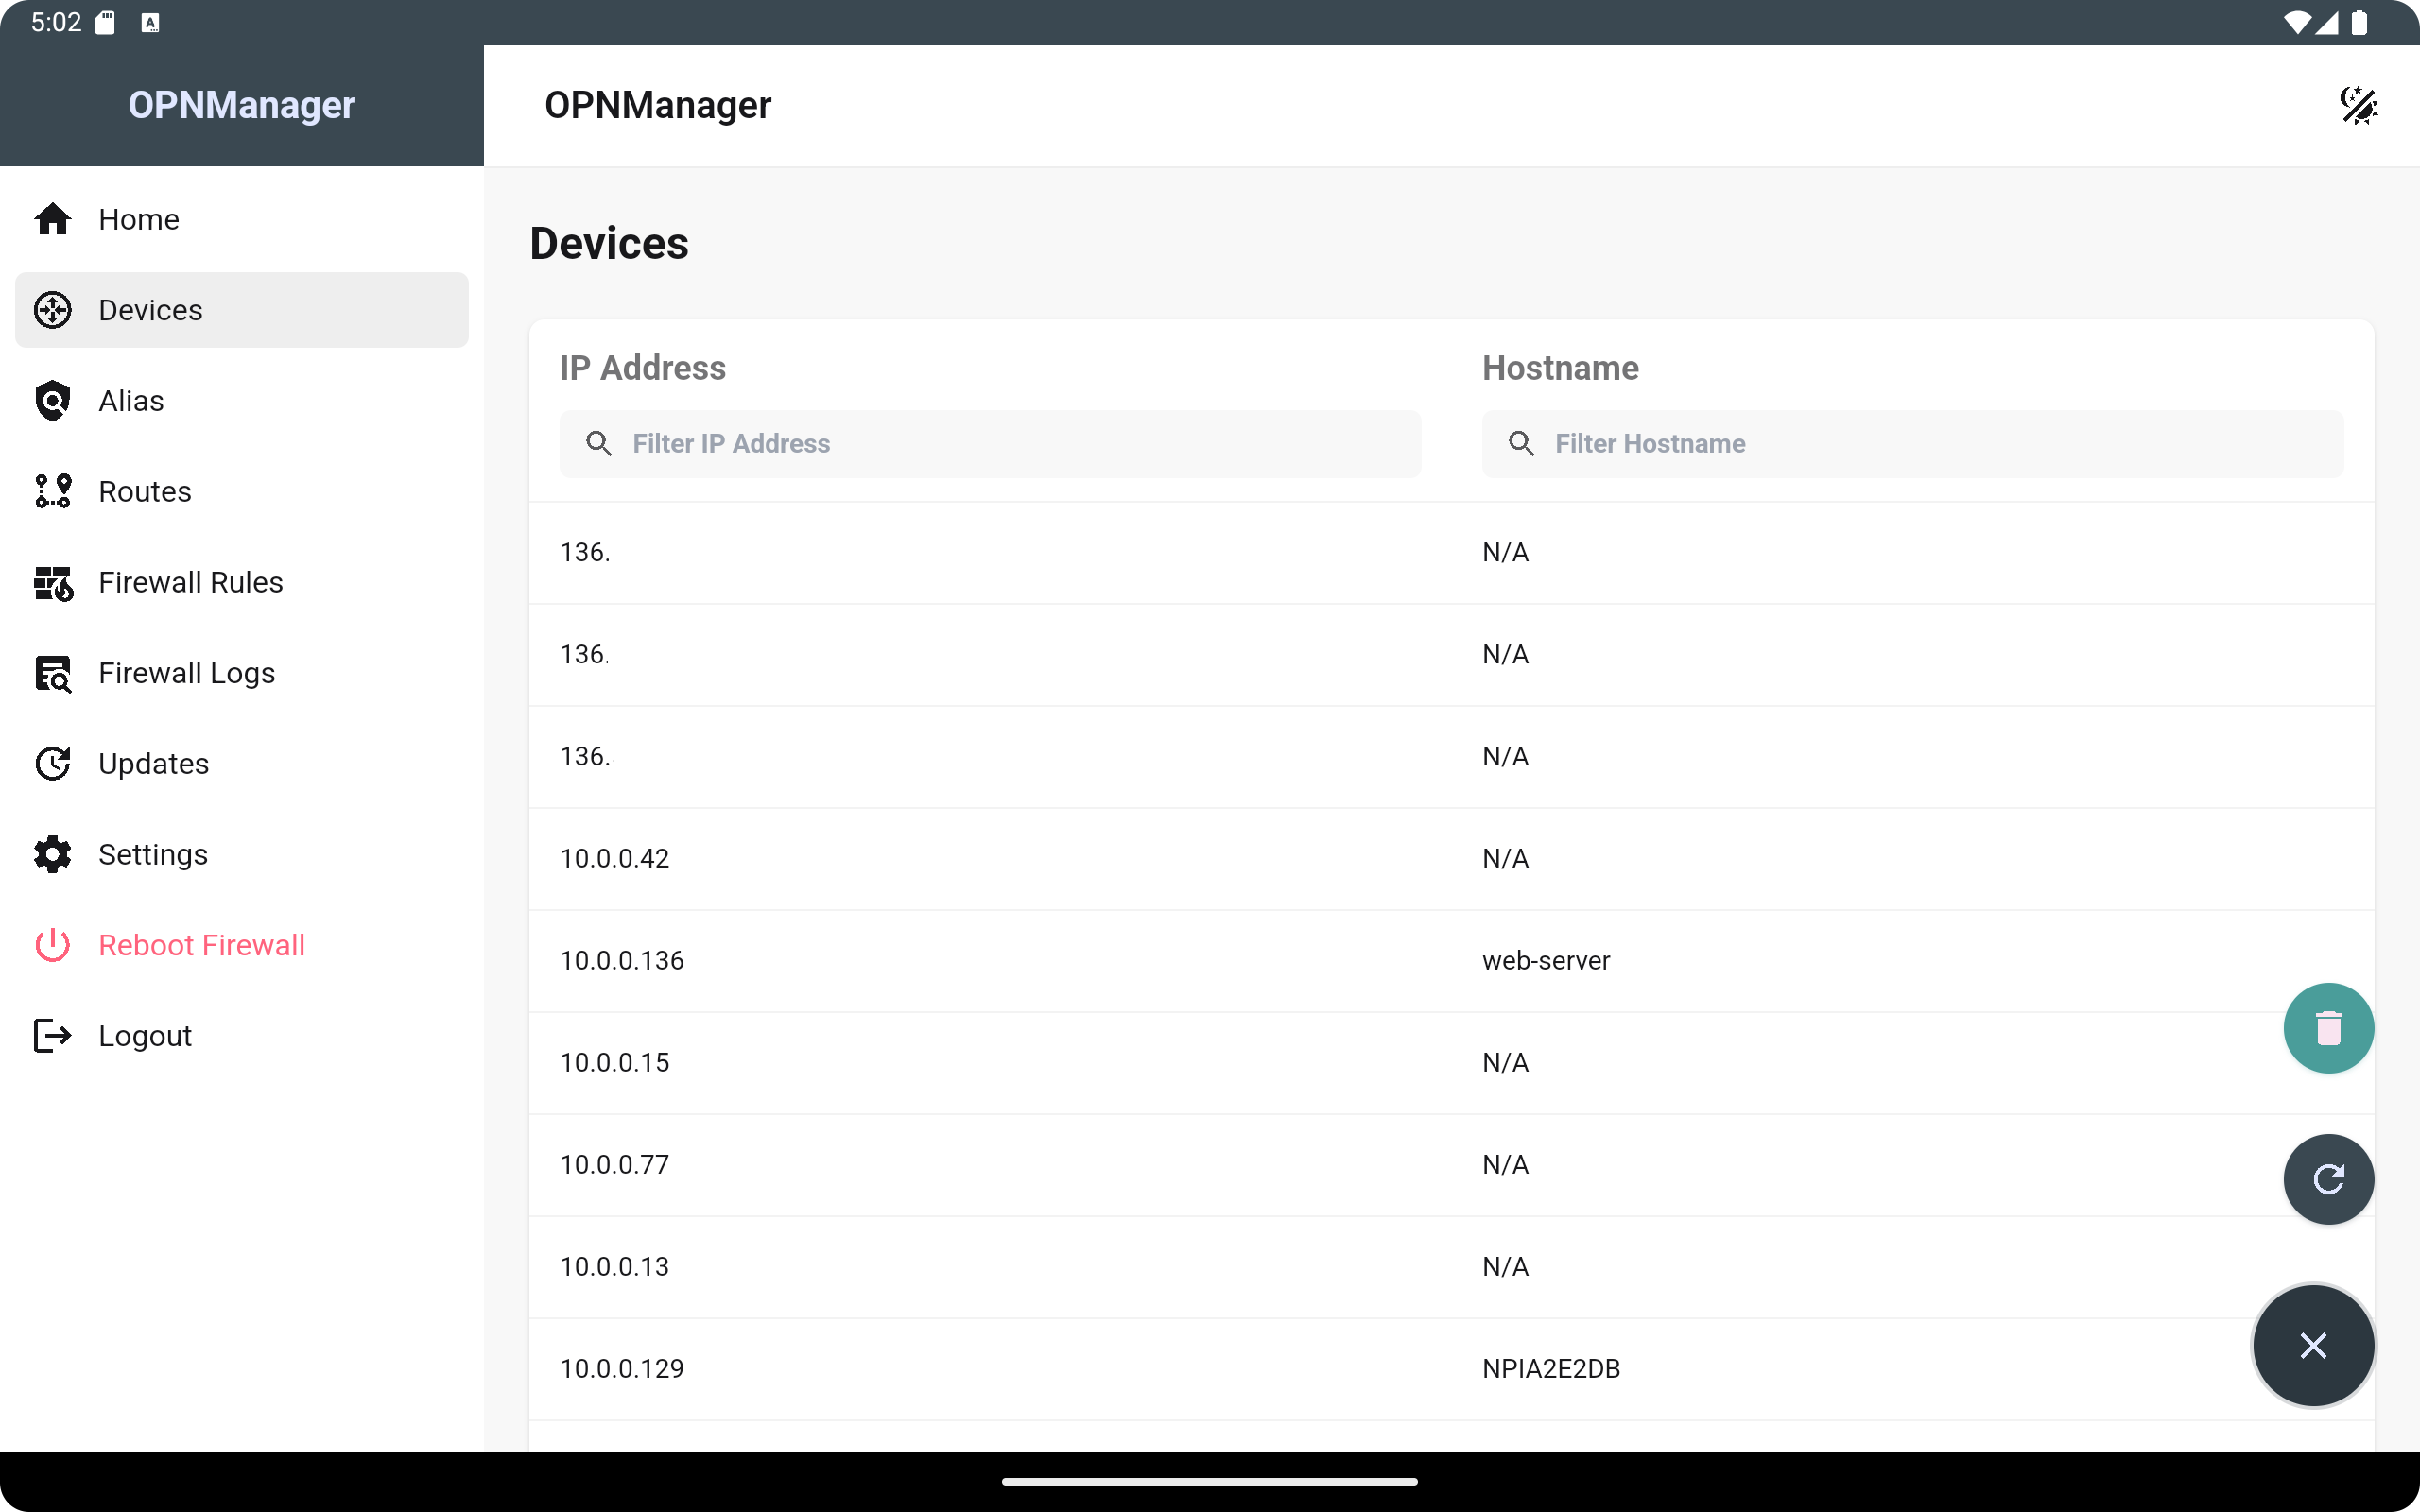 5:02
OPNManager
OPNManager
Home
Devices
Alias
Routes
Firewall Rules
Firewall Logs
Updates
Settings
Reboot Firewall
Logout
Devices
IP Address Hostname
Filter IP Address Filter Hostname
136. N/A
136. N/A
136. N/A
10.0.0.42 N/A
10.0.0.136 web-server
10.0.0.15 N/A
10.0.0.77 N/A
10.0.0.13 N/A
10.0.0.129 NPIA2E2DB